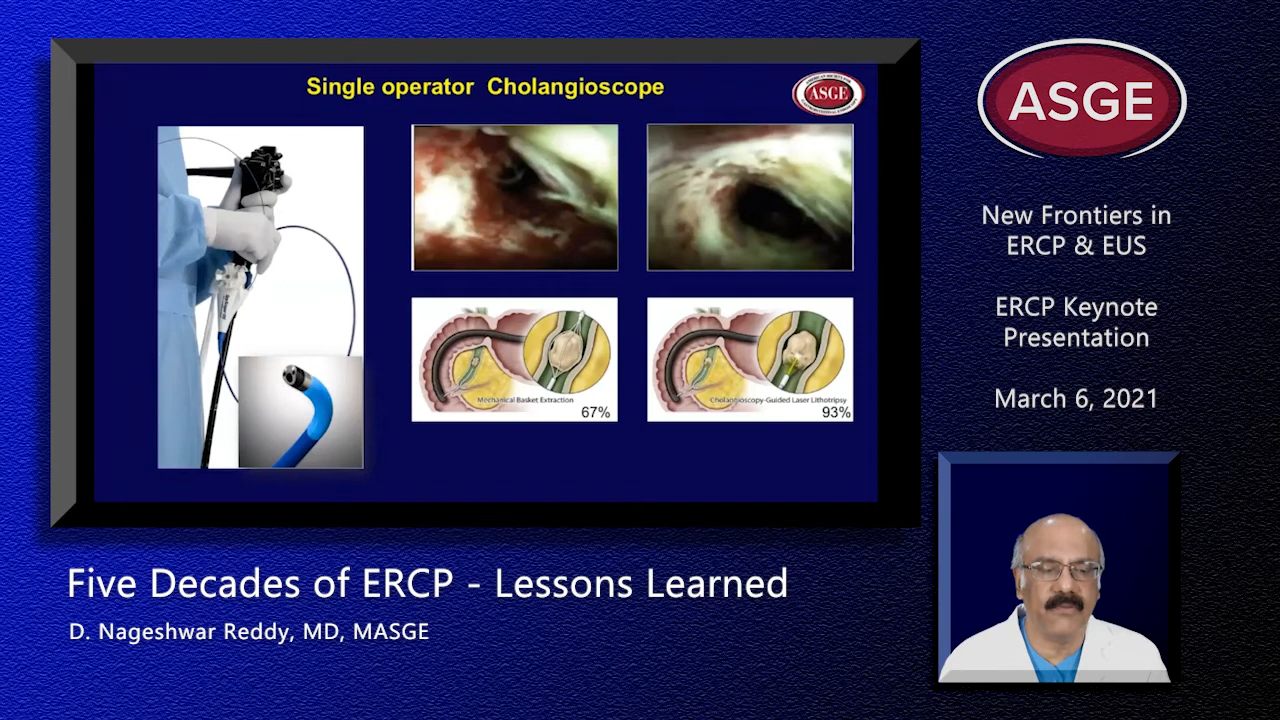 Single operator Cholangioscope
ASGE
Mechanical Basket Extraction
67%
Cholangioscopy-Guided Laser Lithotripsy
93%
ASGE
New Frontiers in
ERCP & EUS
ERCP Keynote
Presentation
March 6, 2021
Five Decades of ERCP - Lessons Learned
D. Nageshwar Reddy, MD, MASGE